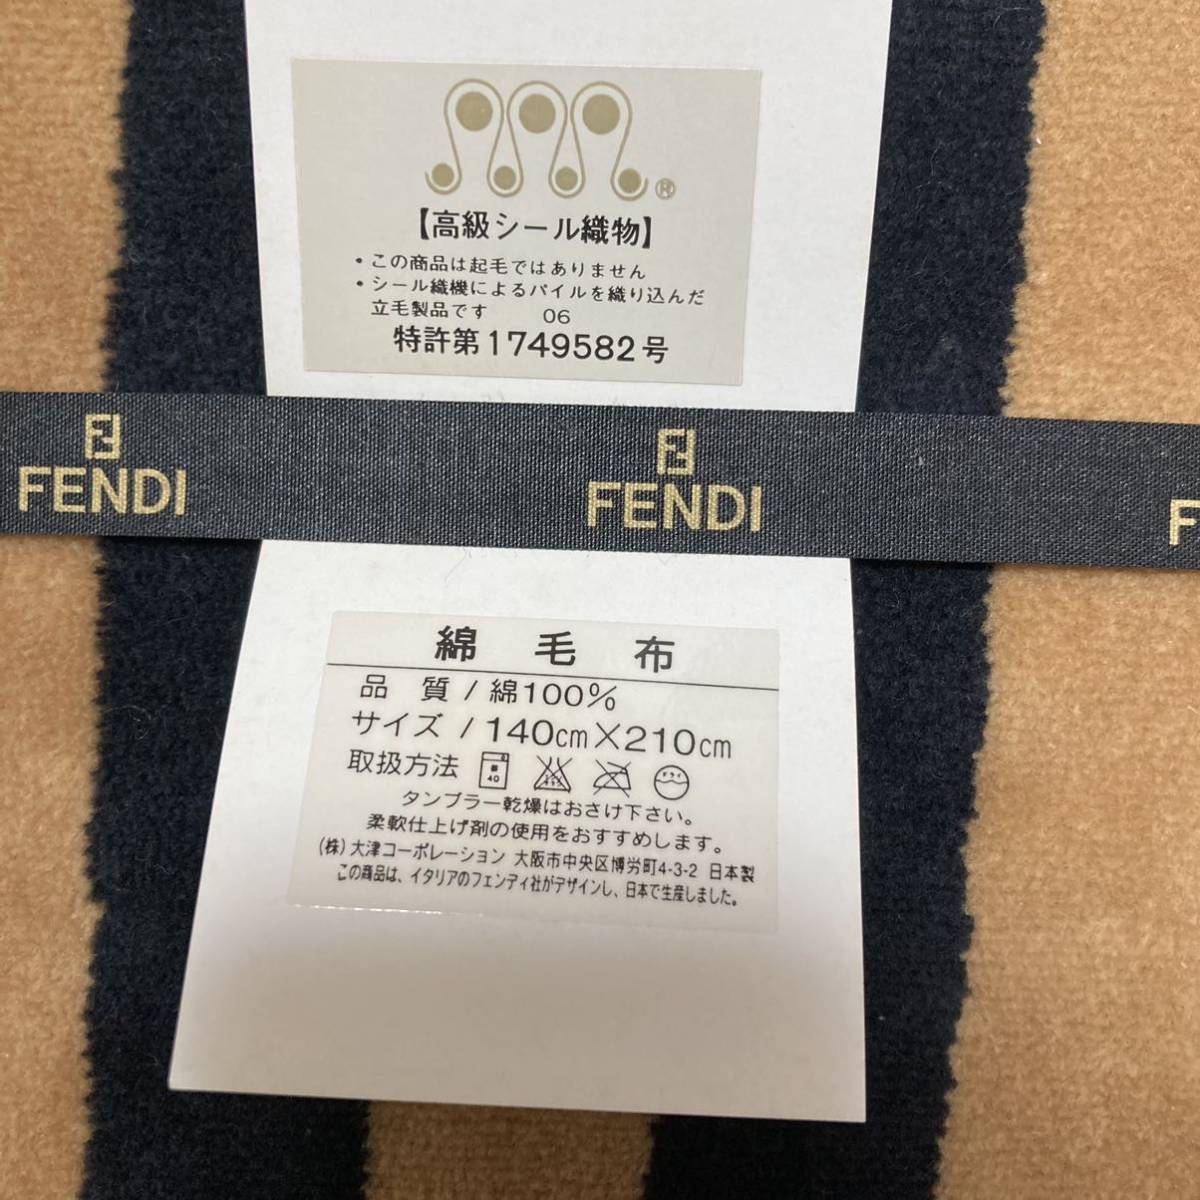 ®
【高級シール織物】
・この商品は起毛ではありません
・シール織機によるパイルを織り込んだ
立毛製品です 06
特許第1749582号
FENDI FENDI F
綿毛布
品質/綿100%
サイズ/140cm×210cm
取扱方法 40 ドライ
タンブラー乾燥はおさけ下さい。
柔軟仕上げ剤の使用をおすすめします。
(株)大津コーポレーション 大阪市中央区博労町4-3-2 日本製
この商品は、イタリアのフェンディ社がデザインし、日本で生産しました。